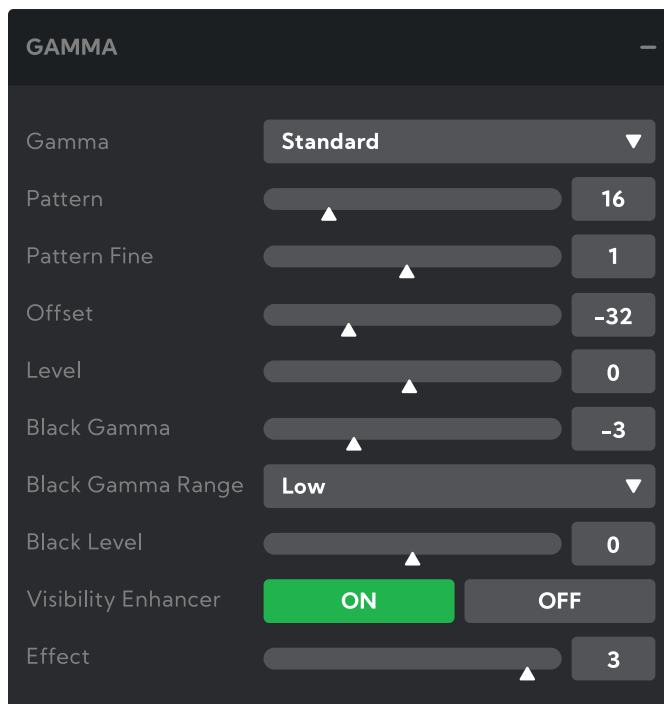 GAMMA
Gamma Standard
Pattern 16
Pattern Fine 1
Offset -32
Level 0
Black Gamma -3
Black Gamma Range Low
Black Level 0
Visibility Enhancer ON OFF
Effect 3